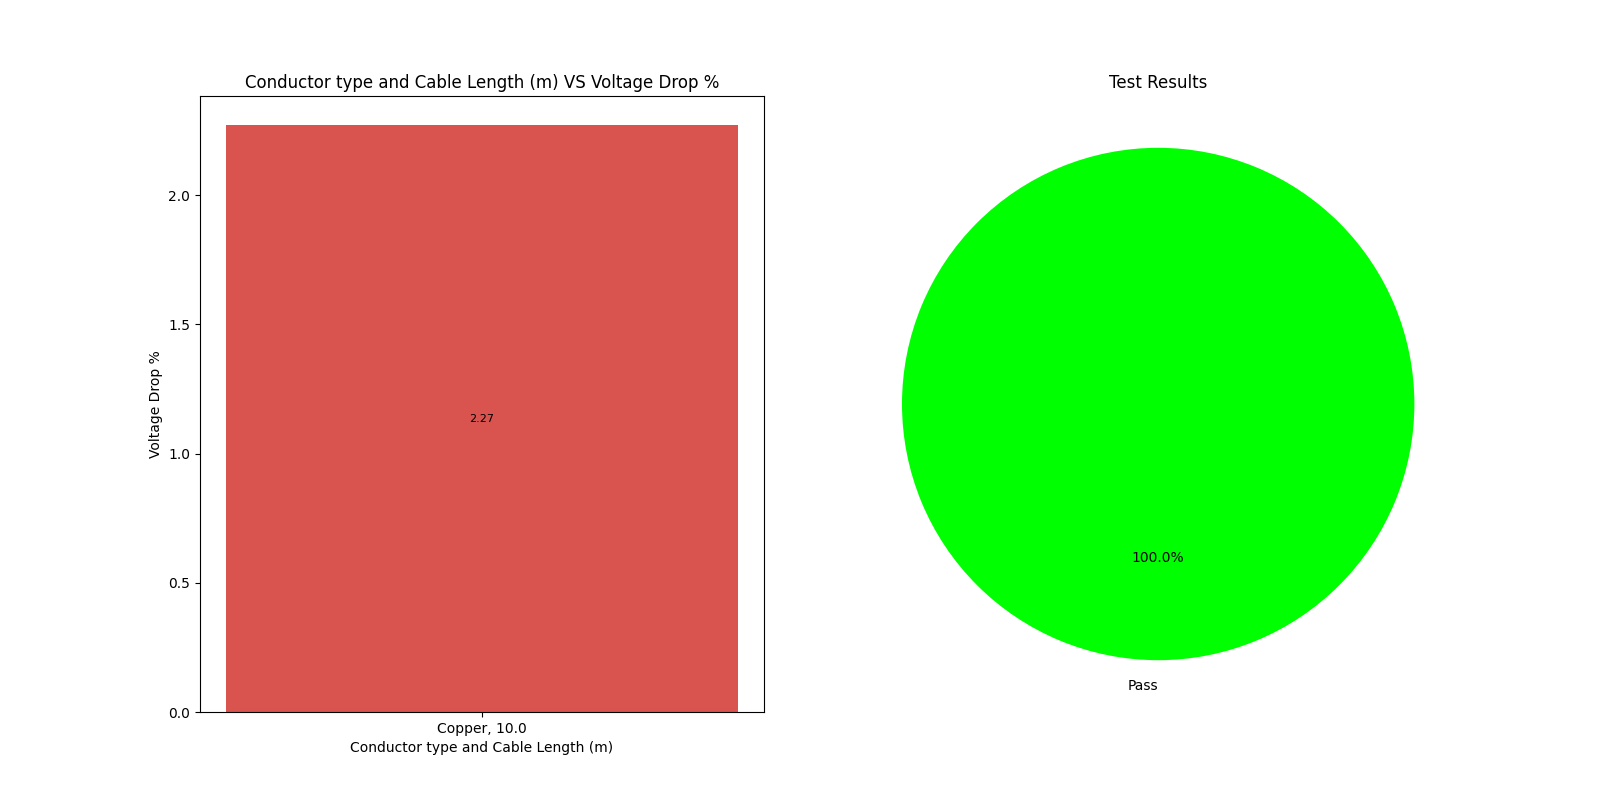 Conductor type and Cable Length (m) VS Voltage Drop %
Voltage Drop %
2.0
1.5
1.0
0.5
0.0
2.27
Copper, 10.0
Conductor type and Cable Length (m)
Test Results
100.0%
Pass